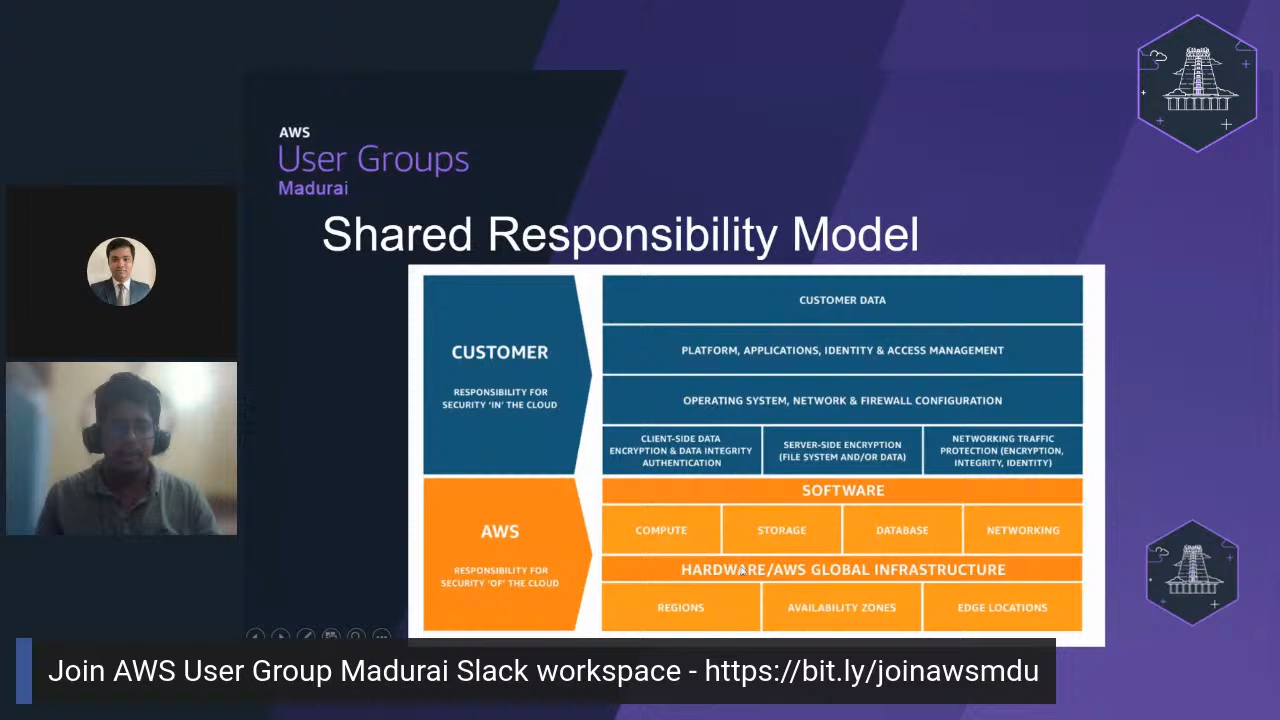 AWS
User Groups
Madurai
Shared Responsibility Model
CUSTOMER
RESPONSIBILITY FOR
SECURITY 'IN' THE CLOUD
CUSTOMER DATA
PLATFORM, APPLICATIONS, IDENTITY & ACCESS MANAGEMENT
OPERATING SYSTEM, NETWORK & FIREWALL CONFIGURATION
CLIENT-SIDE DATA
ENCRYPTION & DATA INTEGRITY
AUTHENTICATION
SERVER-SIDE ENCRYPTION
(FILE SYSTEM AND/OR DATA)
NETWORKING TRAFFIC
PROTECTION (ENCRYPTION,
INTEGRITY, IDENTITY)
AWS
RESPONSIBILITY FOR
SECURITY 'OF' THE CLOUD
SOFTWARE
COMPUTE
STORAGE
DATABASE
NETWORKING
HARDWARE/AWS GLOBAL INFRASTRUCTURE
REGIONS
AVAILABILITY ZONES
EDGE LOCATIONS
Join AWS User Group Madurai Slack workspace - https://bit.ly/joinawsmdu